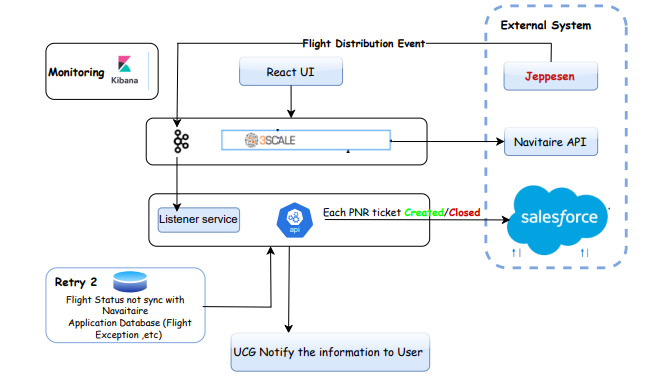 External System
Flight Distribution Event
Monitoring
Kibana
React UI
Jeppesen
3SCALE
Navitaire API
Listener service
api
Each PNR ticket Created/Closed
salesforce
Retry 2
Flight Status not sync with
Navaitaire
Application Database (Flight
Exception ,etc)
UCG Notify the information to User